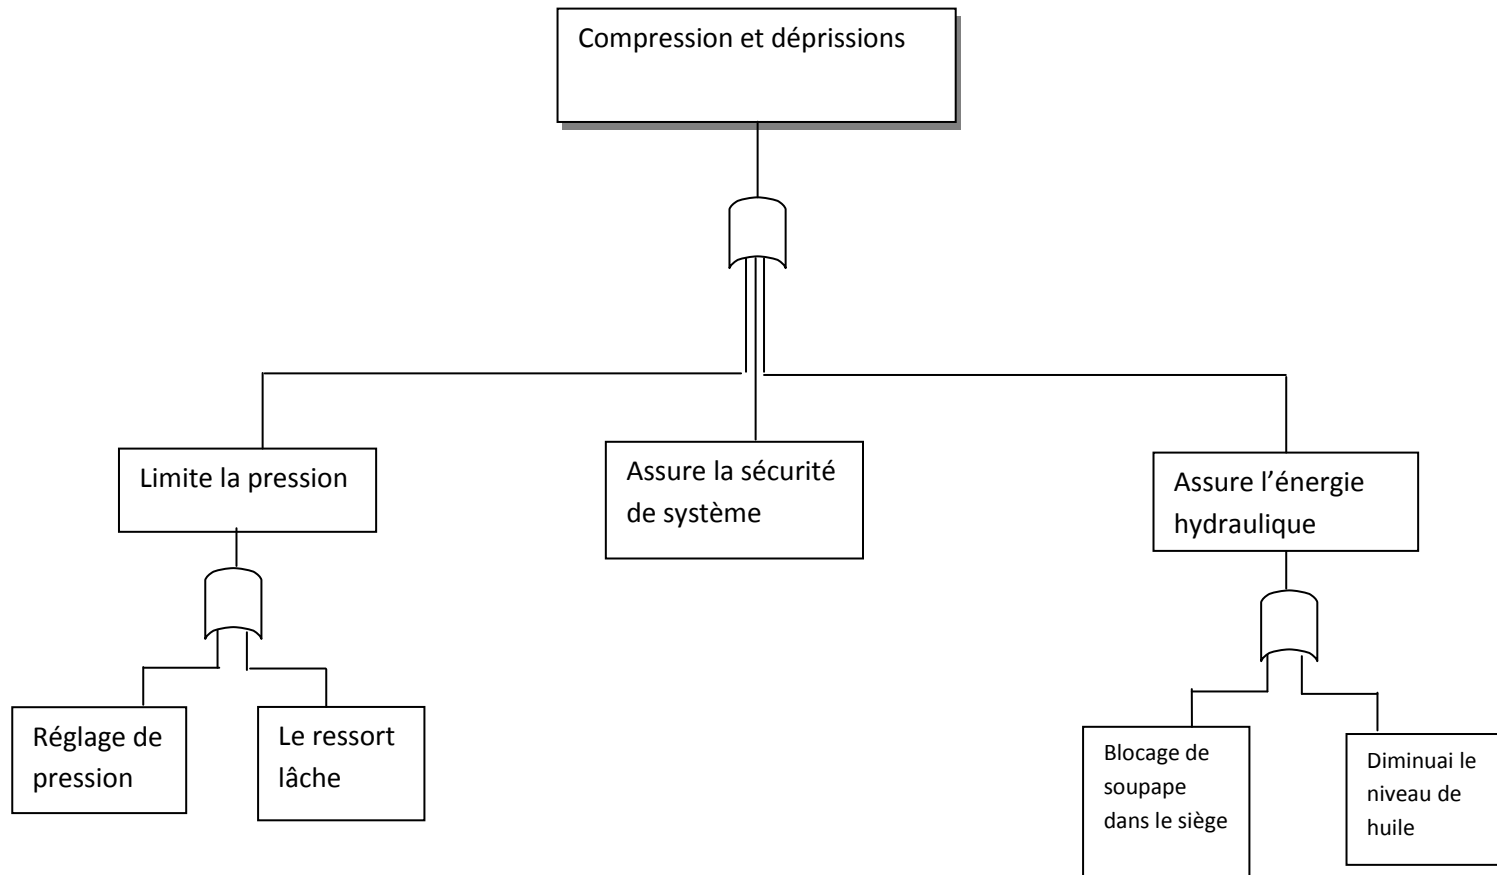 Compression et déprissions
Limite la pression
Assure la sécurité
de système
Assure l’énergie
hydraulique
Réglage de
pression
Le ressort
lâche
Blocage de
soupape
dans le siège
Diminuai le
niveau de
huile